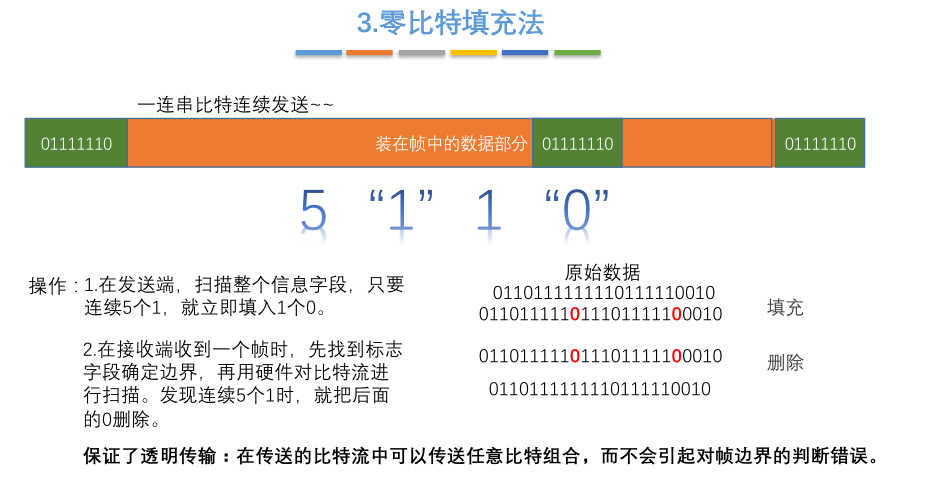 3.零比特填充法
一连串比特连续发送~~
01111110 装在帧中的数据部分 01111110 01111110
5 “1” 1 “0”
操作：1.在发送端，扫描整个信息字段，只要
连续5个1，就立即填入1个0。
2.在接收端收到一个帧时，先找到标志
字段确定边界，再用硬件对比特流进
行扫描。发现连续5个1时，就把后面
的0删除。
原始数据
0110111111110111110010
011011111011101111100010
填充
011011111011101111100010
删除
0110111111110111110010
保证了透明传输：在传送的比特流中可以传送任意比特组合，而不会引起对帧边界的判断错误。